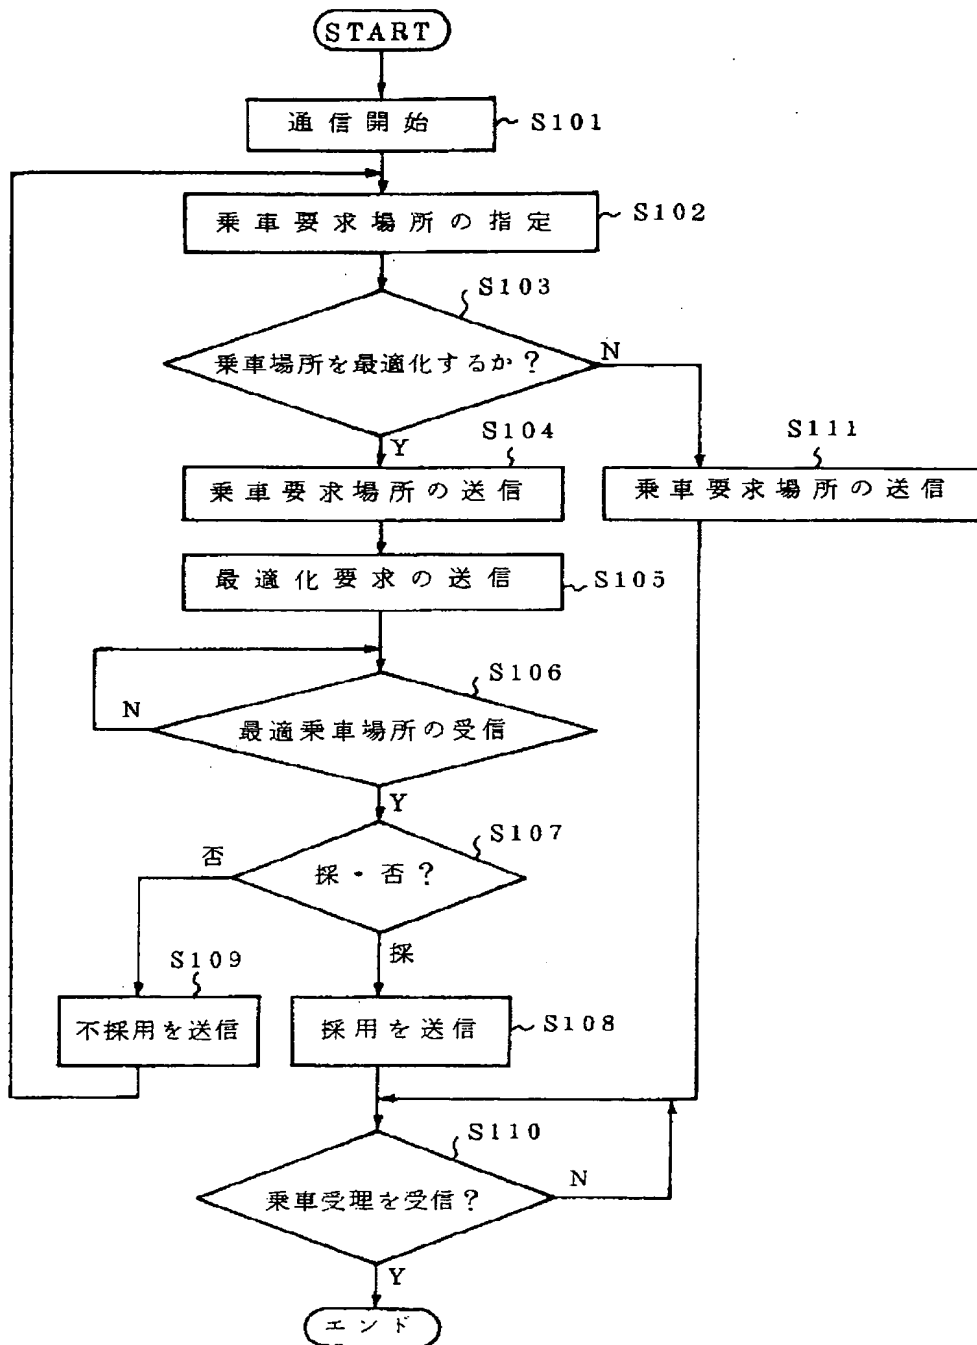 START
通信開始
S101
乗車要求場所の指定
S102
S103
乗車場所を最適化するか?
N
Y
S104
乗車要求場所の送信
S111
乗車要求場所の送信
最適化要求の送信
S105
S106
N
最適乗車場所の受信
Y
S107
否
採・否?
採
S109
不採用を送信
採用を送信
S108
S110
乗車受理を受信?
N
Y
エンド